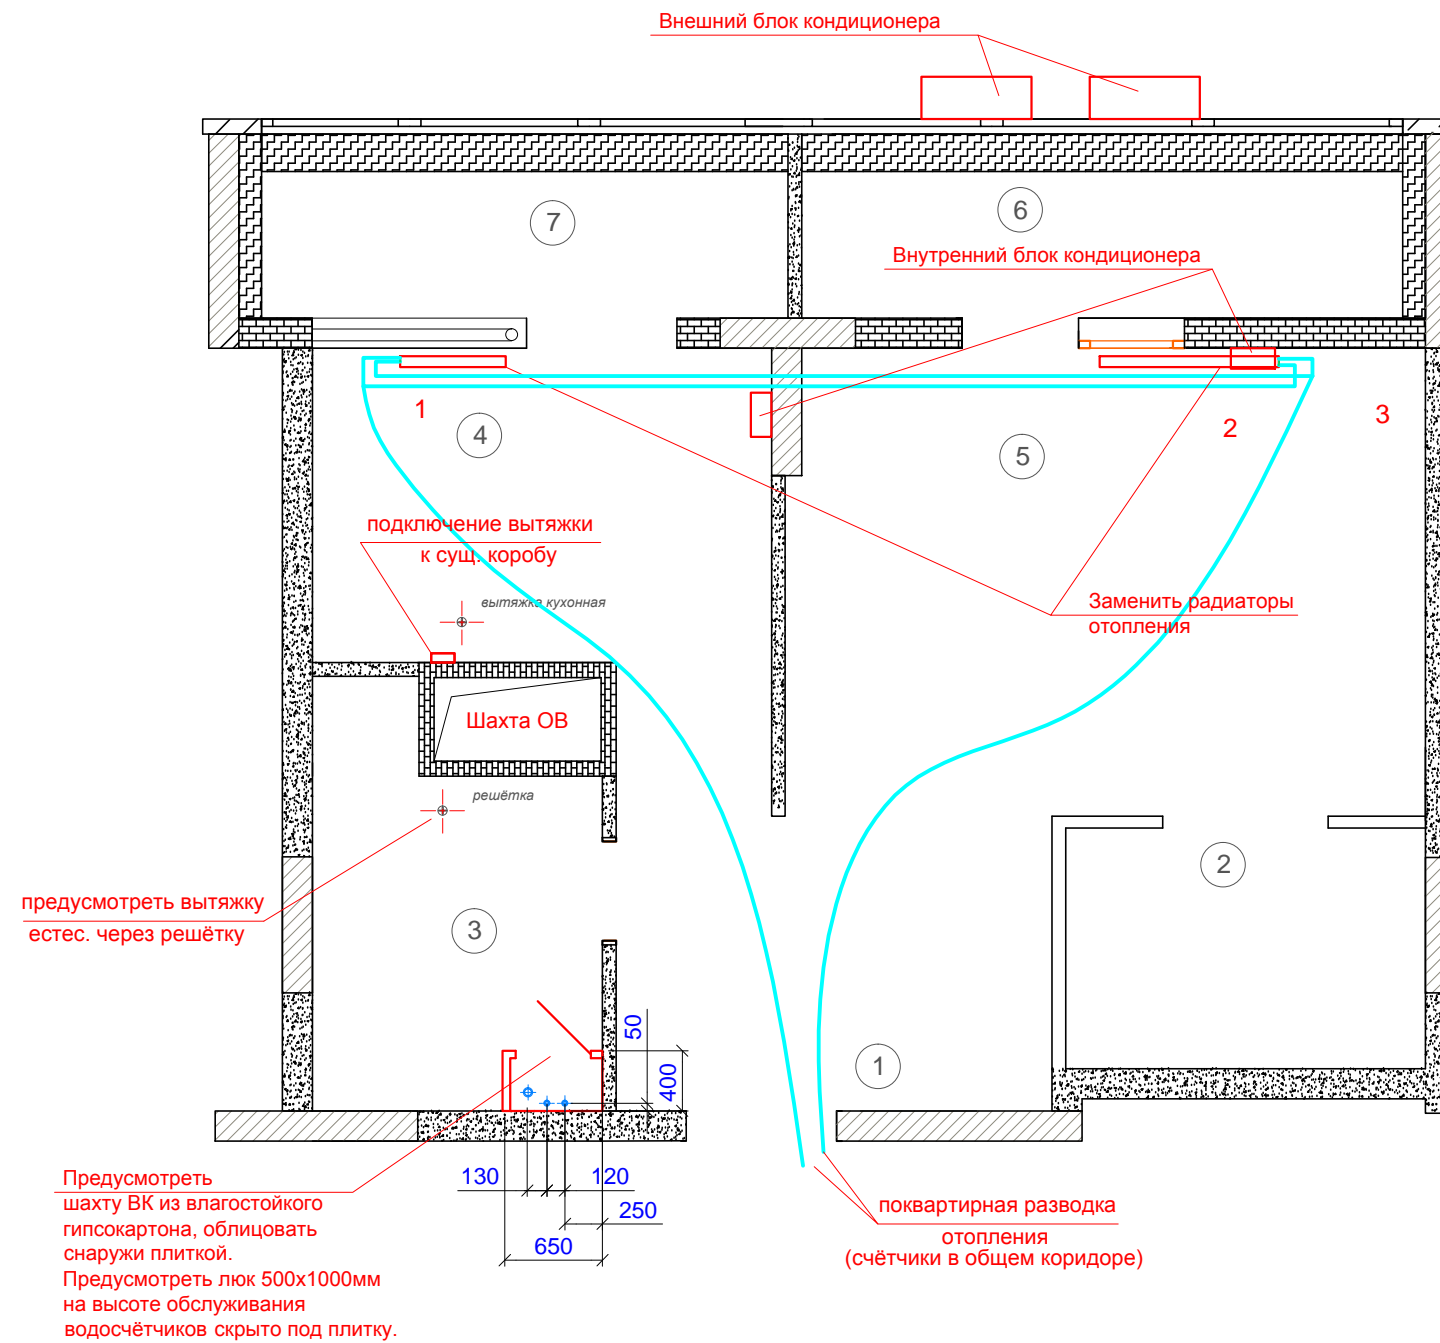 Внешний блок кондиционера
7
6
Внутренний блок кондиционера
1
4
5
2
3
подключение вытяжки
к сущ. коробу
вытяжка кухонная
Заменить радиаторы
отопления
Шахта ОВ
решётка
2
предусмотреть вытяжку
естес. через решётку
3
50
400
1
130
120
250
650
Предусмотреть
шахту ВК из влагостойкого
гипсокартона, облицовать
снаружи плиткой.
Предусмотреть люк 500х1000мм
на высоте обслуживания
водосчётчиков скрыто под плитку.
поквартирная разводка
отопления
(счётчики в общем коридоре)